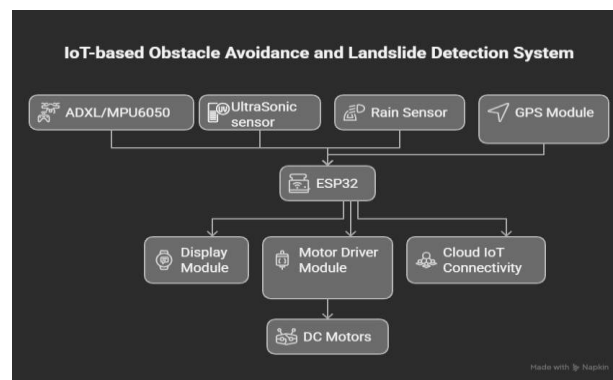 IoT-based Obstacle Avoidance and Landslide Detection System
ADXL/MPU6050
UltraSonic
sensor
Rain Sensor
GPS Module
ESP32
Display
Module
Motor Driver
Module
Cloud IoT
Connectivity
DC Motors
Made with Napkin